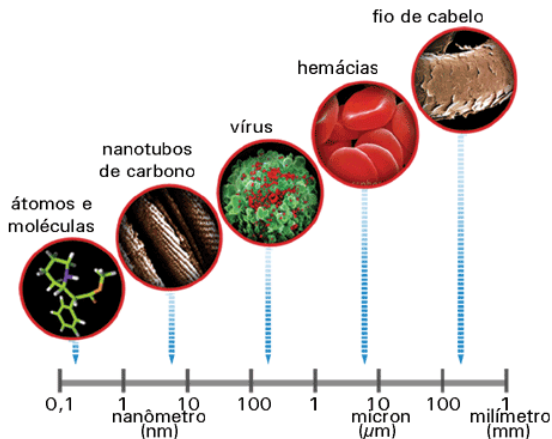 fio de cabelo
hemácias
vírus
nanotubos
de carbono
átomos e
moléculas
0,1 1 10 100 1 10 100 1
nanômetro
(nm)
mícron
(µm)
milímetro
(mm)